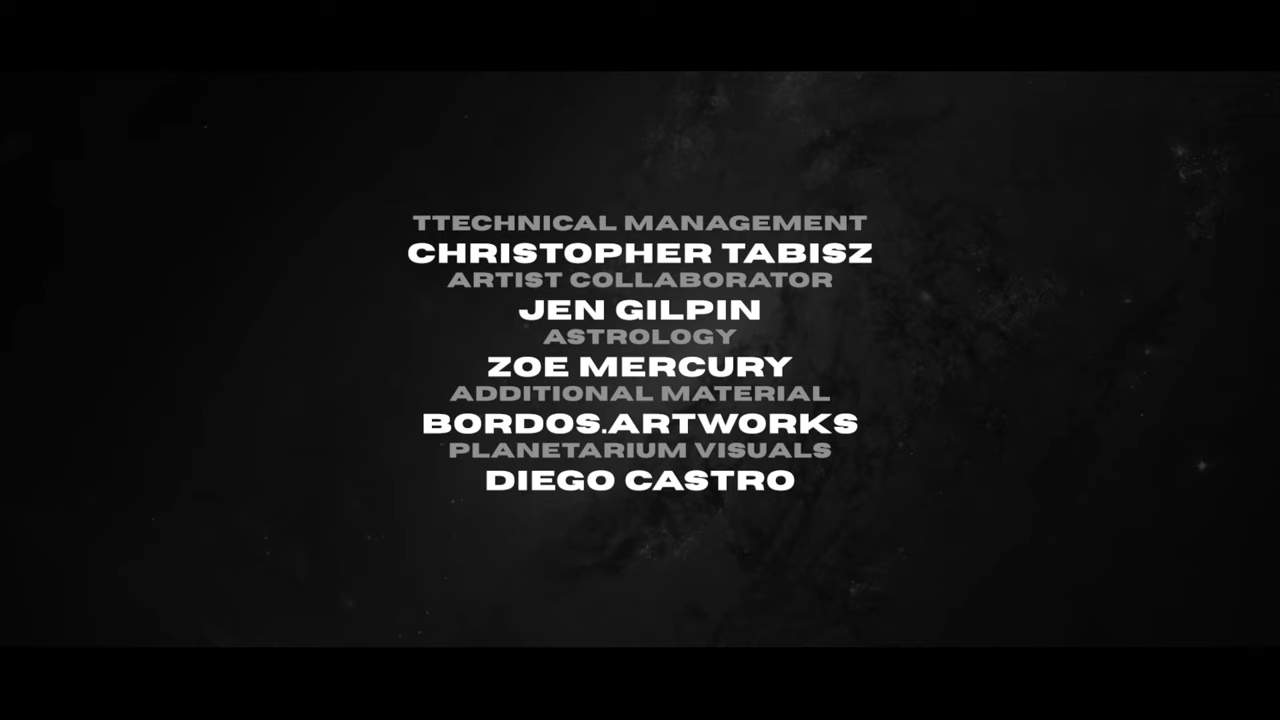 TTECHNICAL MANAGEMENT
CHRISTOPHER TABISZ
ARTIST COLLABORATOR
JEN GILPIN
ASTROLOGY
ZOE MERCURY
ADDITIONAL MATERIAL
BORDOS.ARTWORKS
PLANETARIUM VISUALS
DIEGO CASTRO